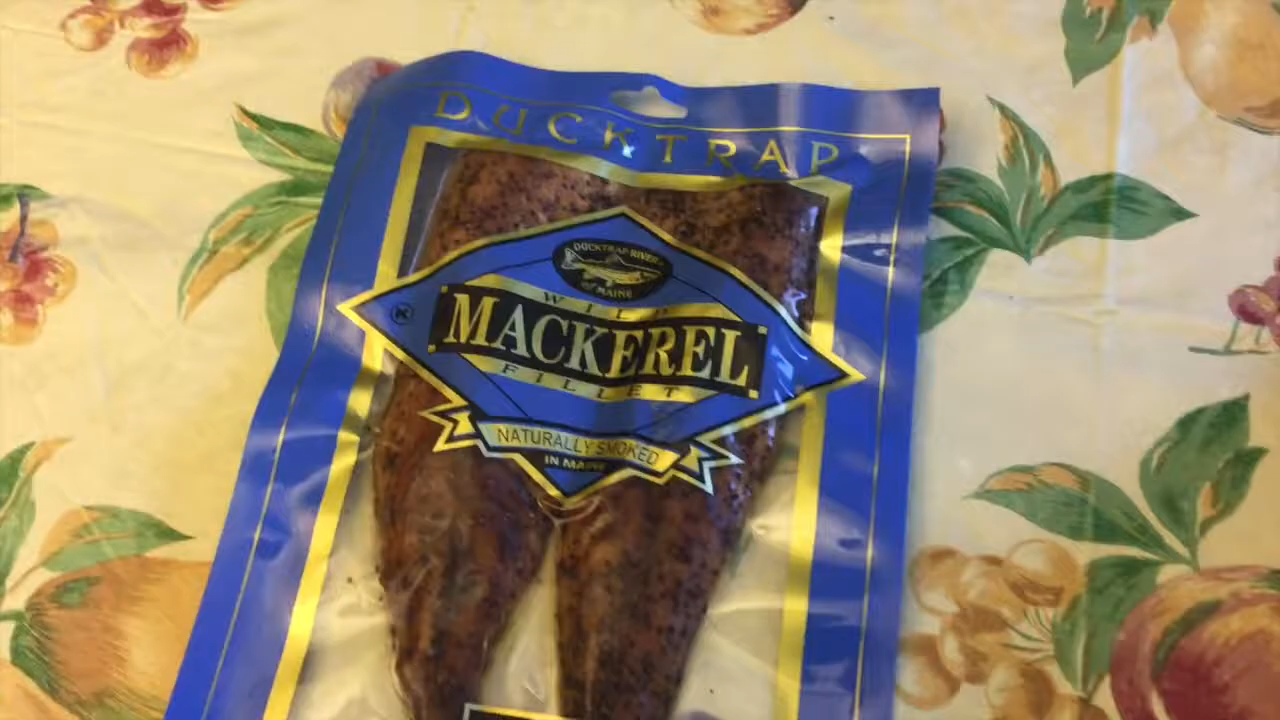 DUCKTRAP
DUCKTRAP RIVER
of MAINE
K
WILD
MACKEREL
FILLET
NATURALLY SMOKED
IN MAINE